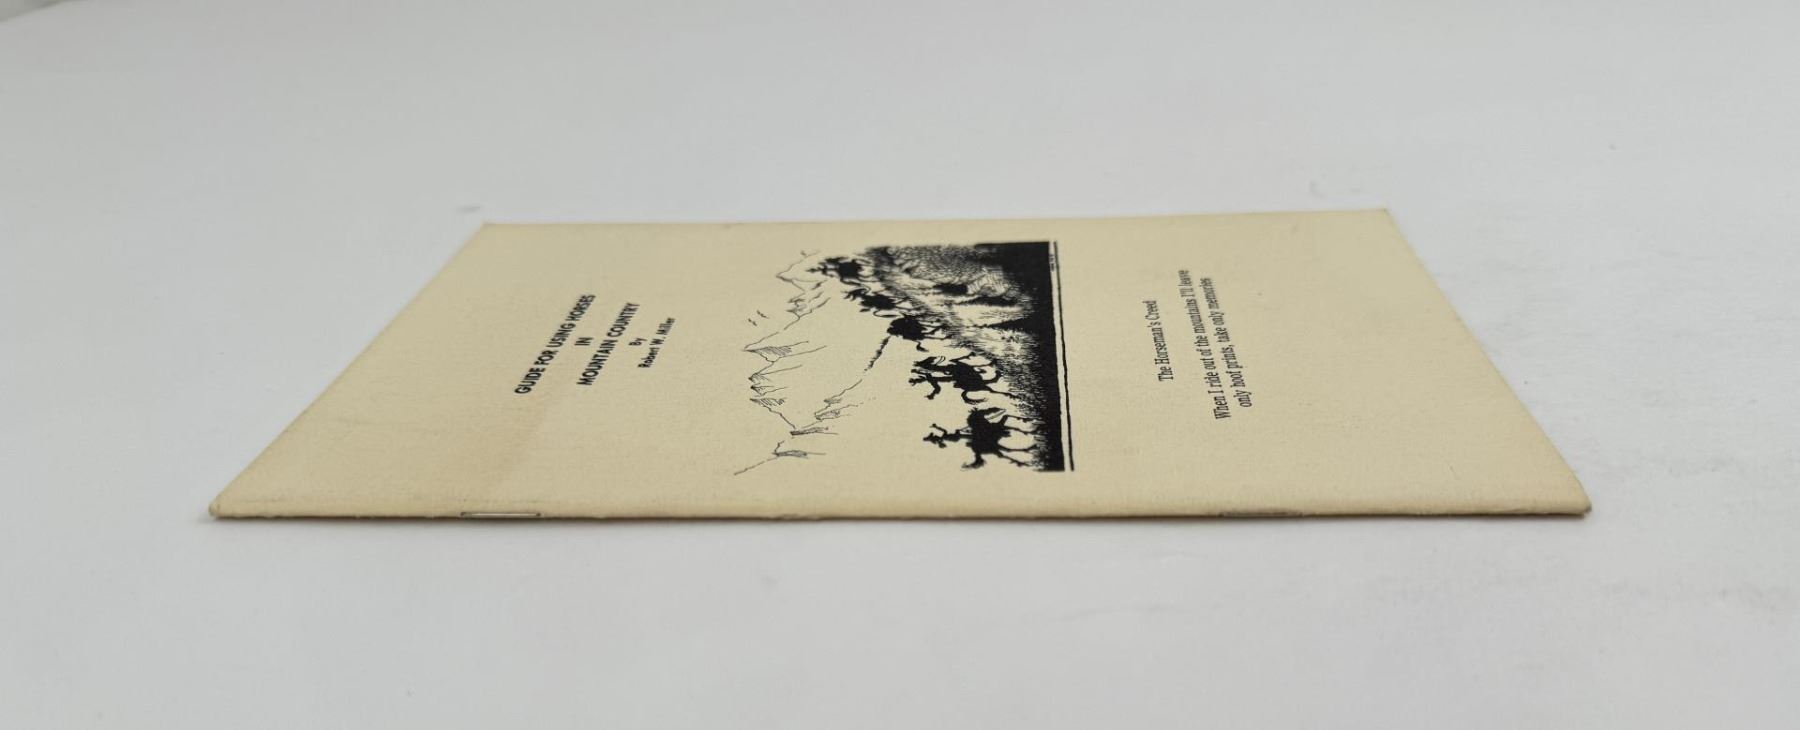 GUIDE FOR USING HORSES
IN
MOUNTAIN COUNTRY
By
Robert W. Miller
The Horseman's Creed
When I ride out of the mountains I'll leave
only hoof prints, take only memories